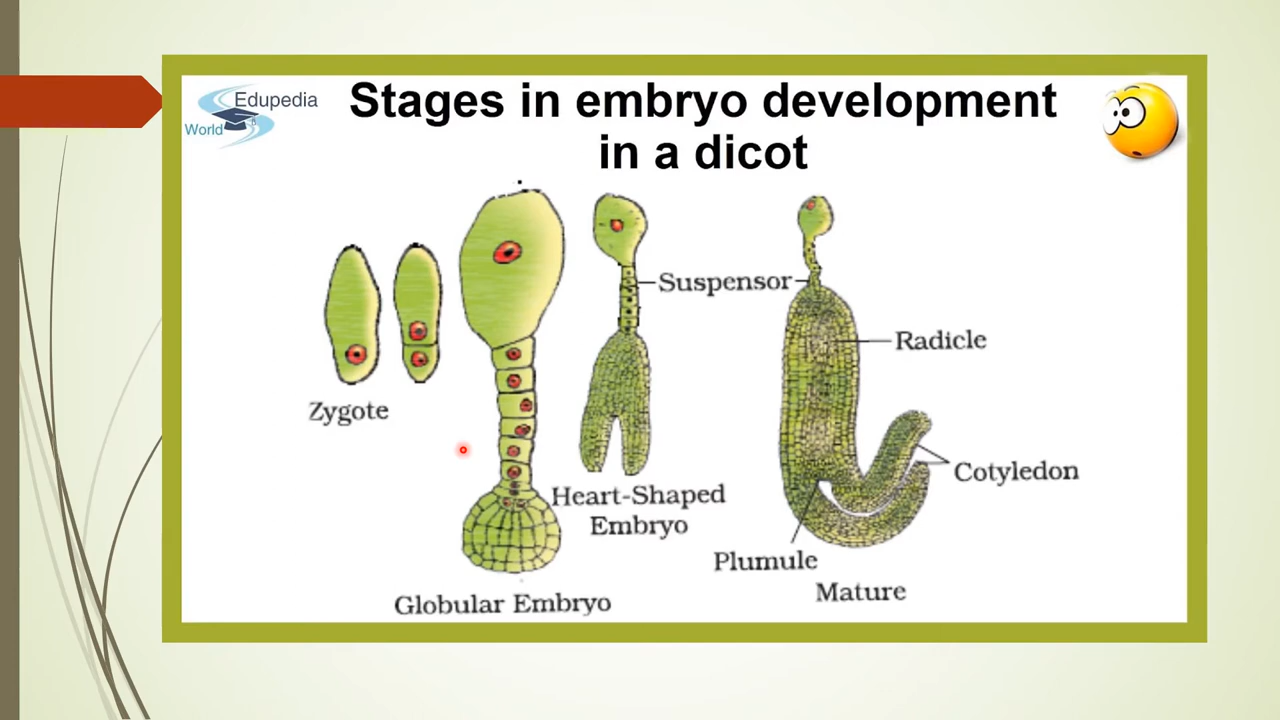 Edupedia
World
Stages in embryo development
in a dicot
Suspensor
Radicle
Zygote
Cotyledon
Heart-Shaped
Embryo
Plumule
Mature
Globular Embryo